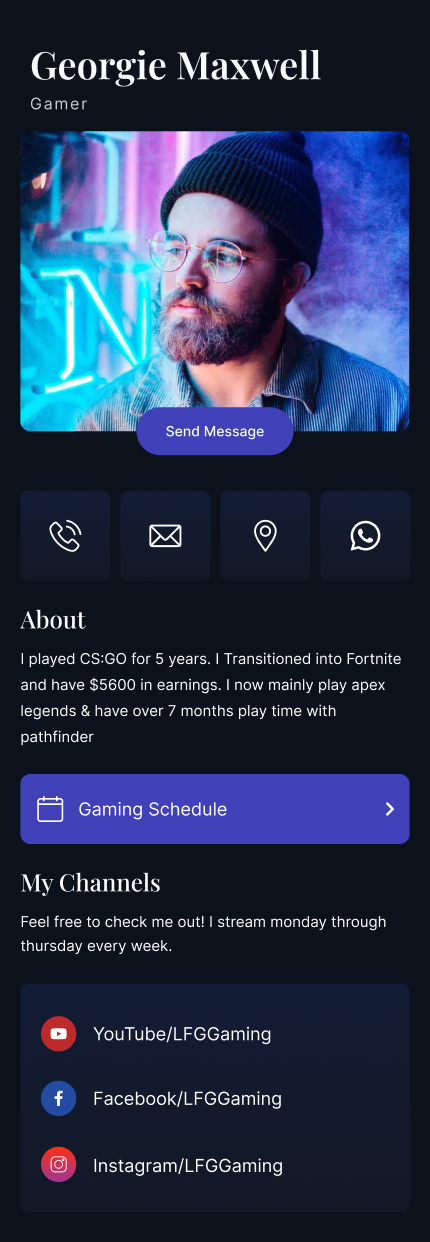 Georgie Maxwell
Gamer
N
Send Message
About
I played CS:GO for 5 years. I Transitioned into Fortnite
and have $5600 in earnings. I now mainly play apex
legends & have over 7 months play time with
pathfinder
Gaming Schedule
My Channels
Feel free to check me out! I stream monday through
thursday every week.
YouTube/LFGGaming
Facebook/LFGGaming
Instagram/LFGGaming